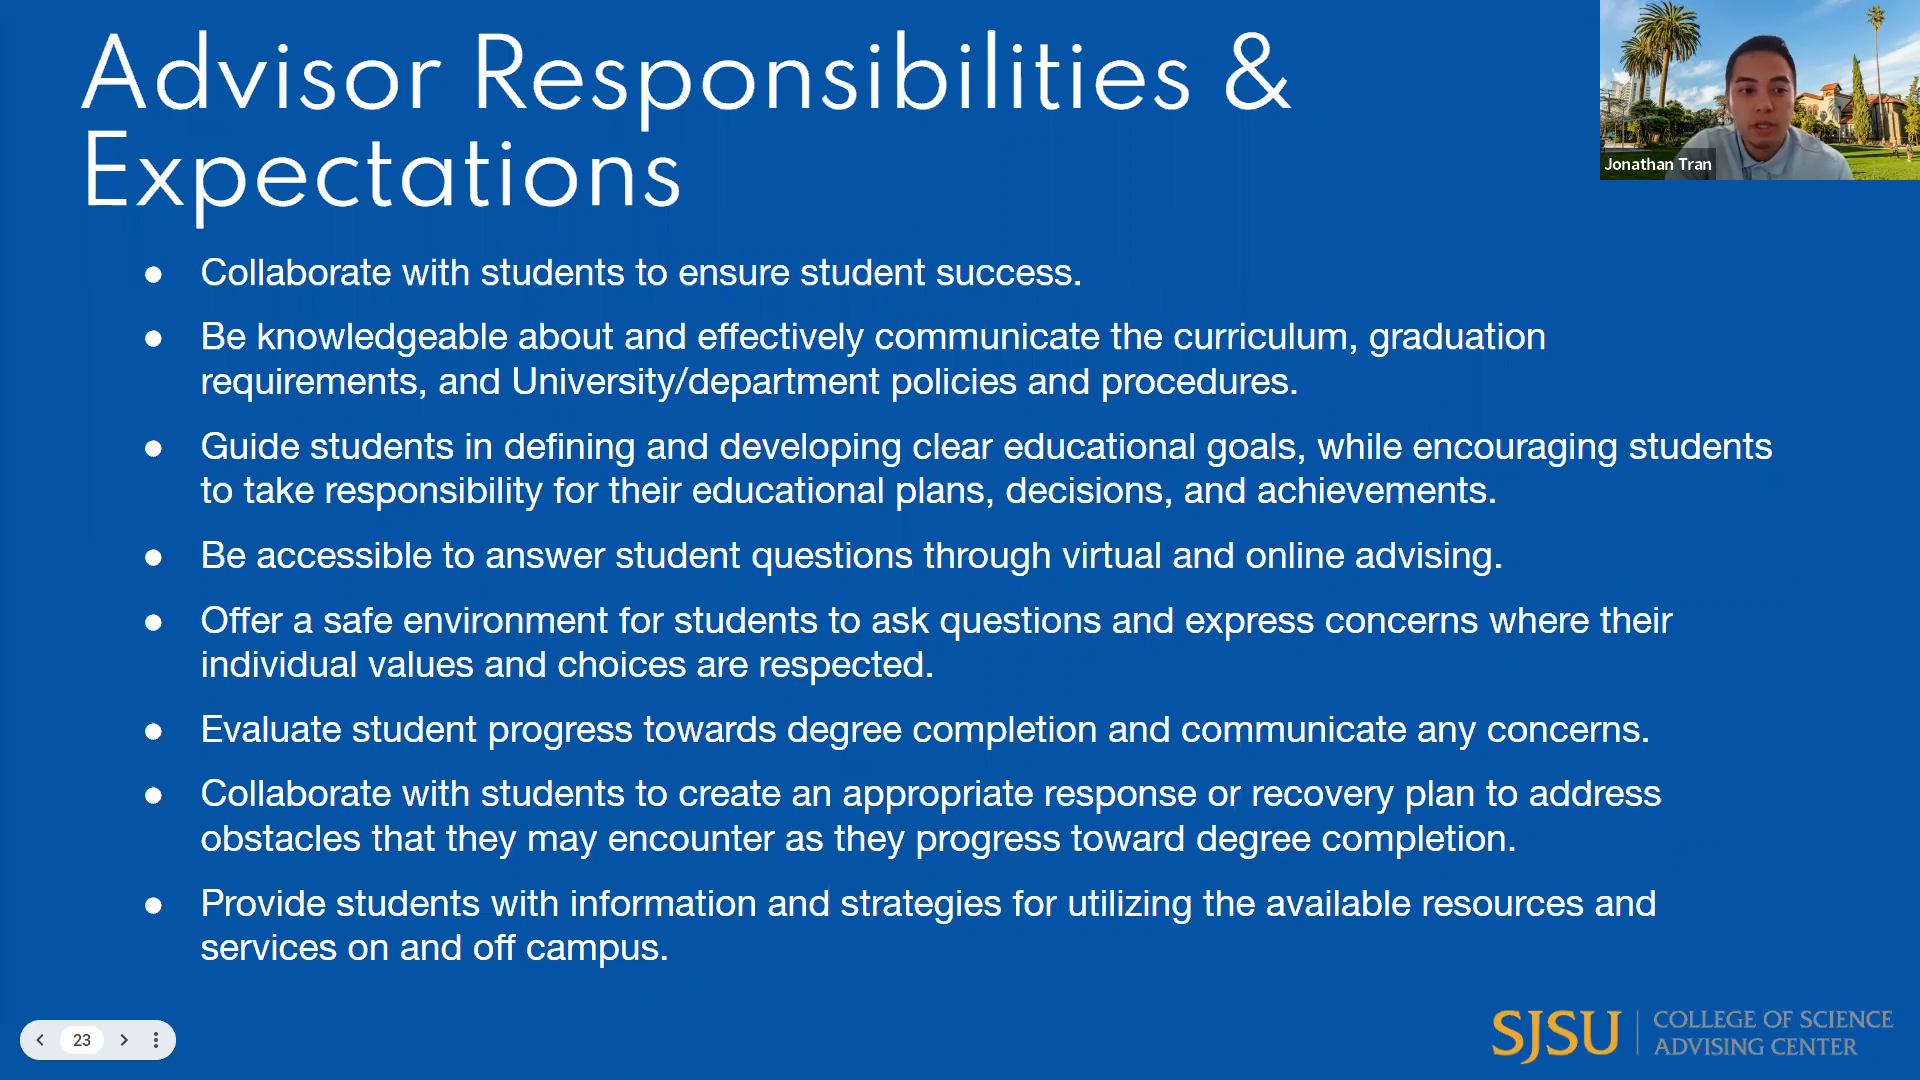 Advisor Responsibilities &
Expectations
Jonathan Tran
● Collaborate with students to ensure student success.
● Be knowledgeable about and effectively communicate the curriculum, graduation
requirements, and University/department policies and procedures.
● Guide students in defining and developing clear educational goals, while encouraging students
to take responsibility for their educational plans, decisions, and achievements.
● Be accessible to answer student questions through virtual and online advising.
● Offer a safe environment for students to ask questions and express concerns where their
individual values and choices are respected.
● Evaluate student progress towards degree completion and communicate any concerns.
● Collaborate with students to create an appropriate response or recovery plan to address
obstacles that they may encounter as they progress toward degree completion.
● Provide students with information and strategies for utilizing the available resources and
services on and off campus.
23
SJSU
COLLEGE OF SCIENCE
ADVISING CENTER